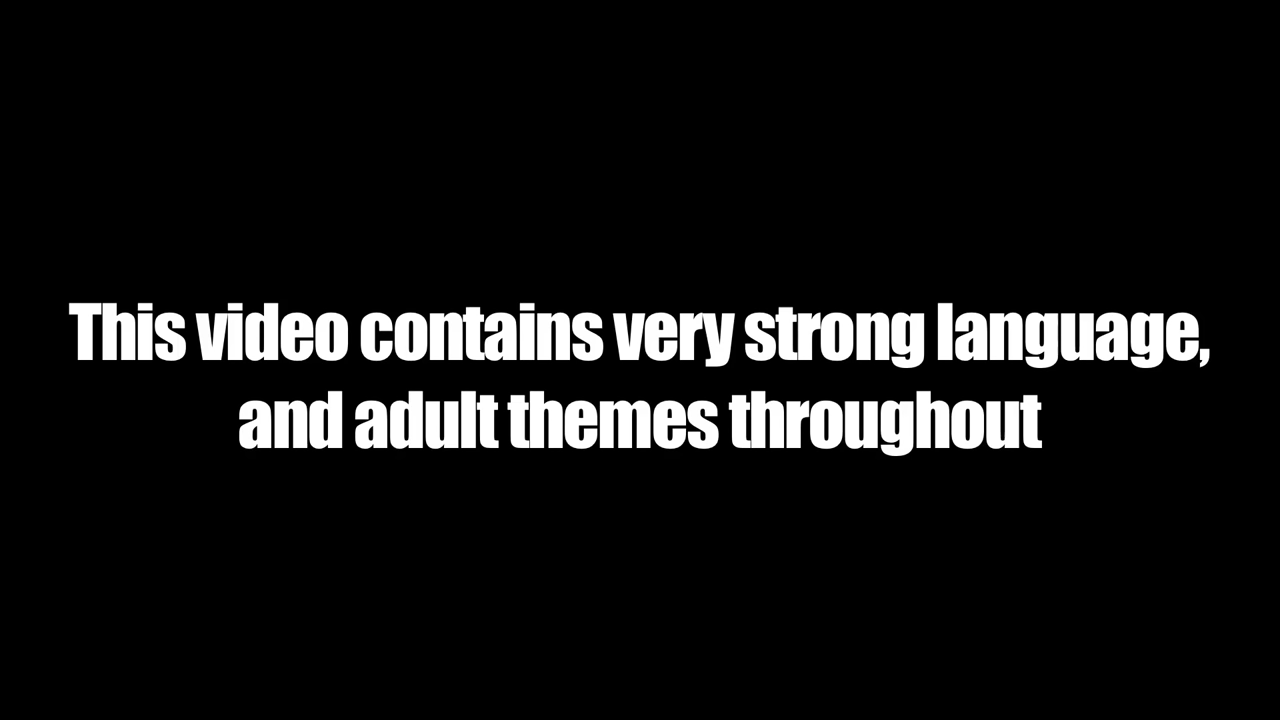 This video contains very strong language,
and adult themes throughout